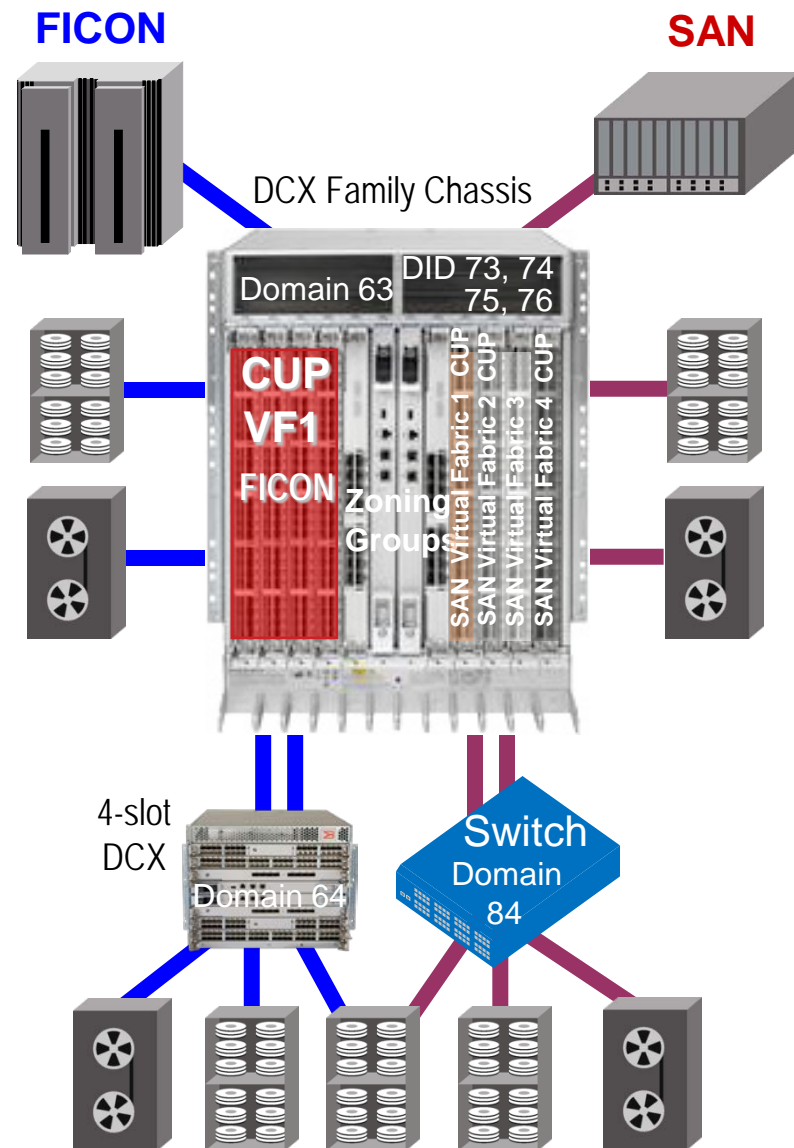 FICON
SAN
DCX Family Chassis
Domain 63
DID 73, 74
75, 76
CUP
VF1
FICON
Zoning
Groups
SAN Virtual Fabric 1 CUP
SAN Virtual Fabric 2 CUP
SAN Virtual Fabric 3
SAN Virtual Fabric 4 CUP
4-slot
DCX
Domain 64
Switch
Domain
84